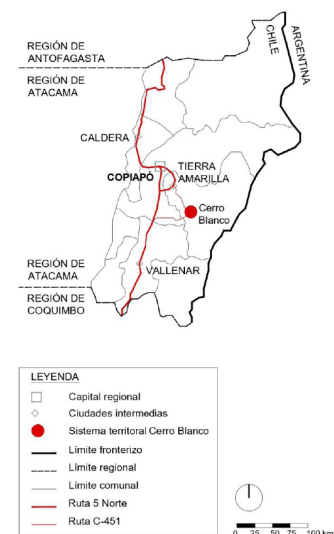 REGIÓN DE
ANTOFAGASTA
REGIÓN DE
ATACAMA
CHILE
ARGENTINA
CALDERA
COPIAPÓ
TIERRA
AMARILLA
Cerro
Blanco
REGIÓN DE
ATACAMA
REGIÓN DE
COQUIMBO
VALLENAR
LEYENDA
Capital regional
Ciudades intermedias
Sistema territoral Cerro Blanco
Límite fronterizo
Límite regional
Límite comunal
Ruta 5 Norte
Ruta C-451
0 25 50 75 100 km